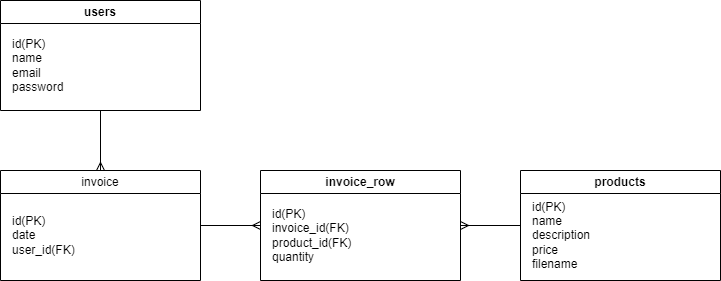 users
id(PK)
name
email
password
invoice
id(PK)
date
user_id(FK)
invoice_row
id(PK)
invoice_id(FK)
product_id(FK)
quantity
products
id(PK)
name
description
price
filename